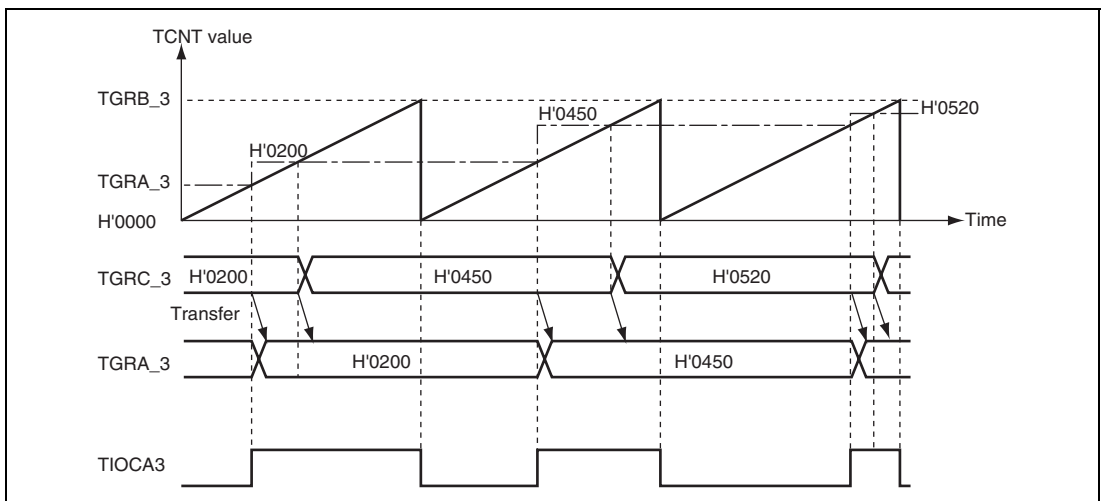 TCNT value
TGRB_3
H'0450
H'0520
H'0200
TGRA_3
H'0000
Time
TGRC_3
H'0200
H'0450
H'0520
Transfer
TGRA_3
H'0200
H'0450
TIOCA3